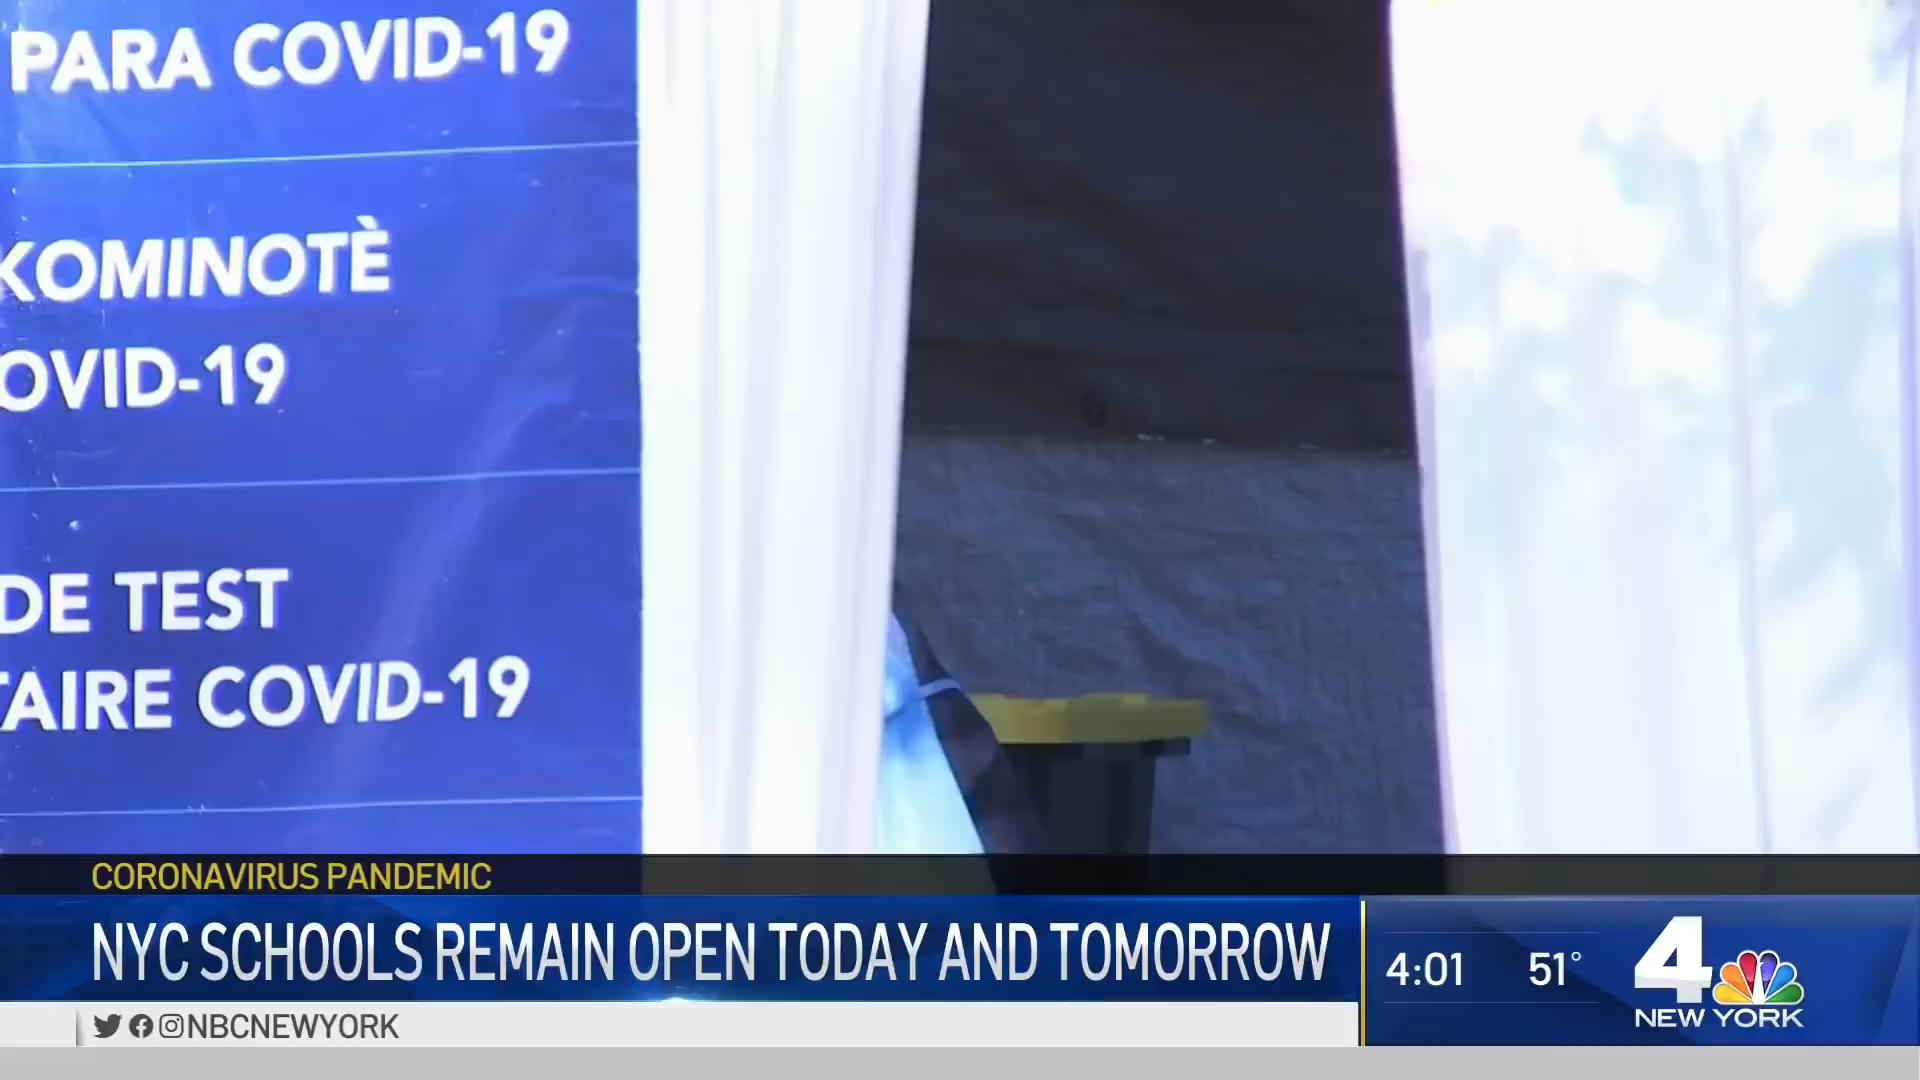 PARA COVID-19
KOMINOTÈ
OVID-19
DE TEST
TAIRE COVID-19
CORONAVIRUS PANDEMIC
NYC SCHOOLS REMAIN OPEN TODAY AND TOMORROW
4:01 51°
4
NEW YORK
NBCNEWYORK